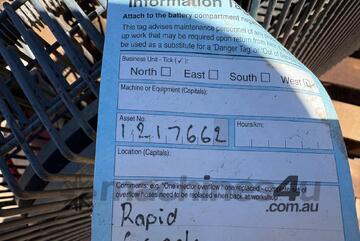 Information T
Attach to the battery compartment neg
This tag advises maintenance personnel of any
up work that may be required upon return from
be used as a substitute for a 'Danger Tag' or 'Out of
Business Unit - Tick (✓):
North East South West
Machine or Equipment (Capitals):
Asset No:
1217662 Hours/km:
Location (Capitals):
Comments: e.g. "One injector overflow hose replaced -
overflow hoses need to be replaced when back at workshop
4
.com.au
Rapid